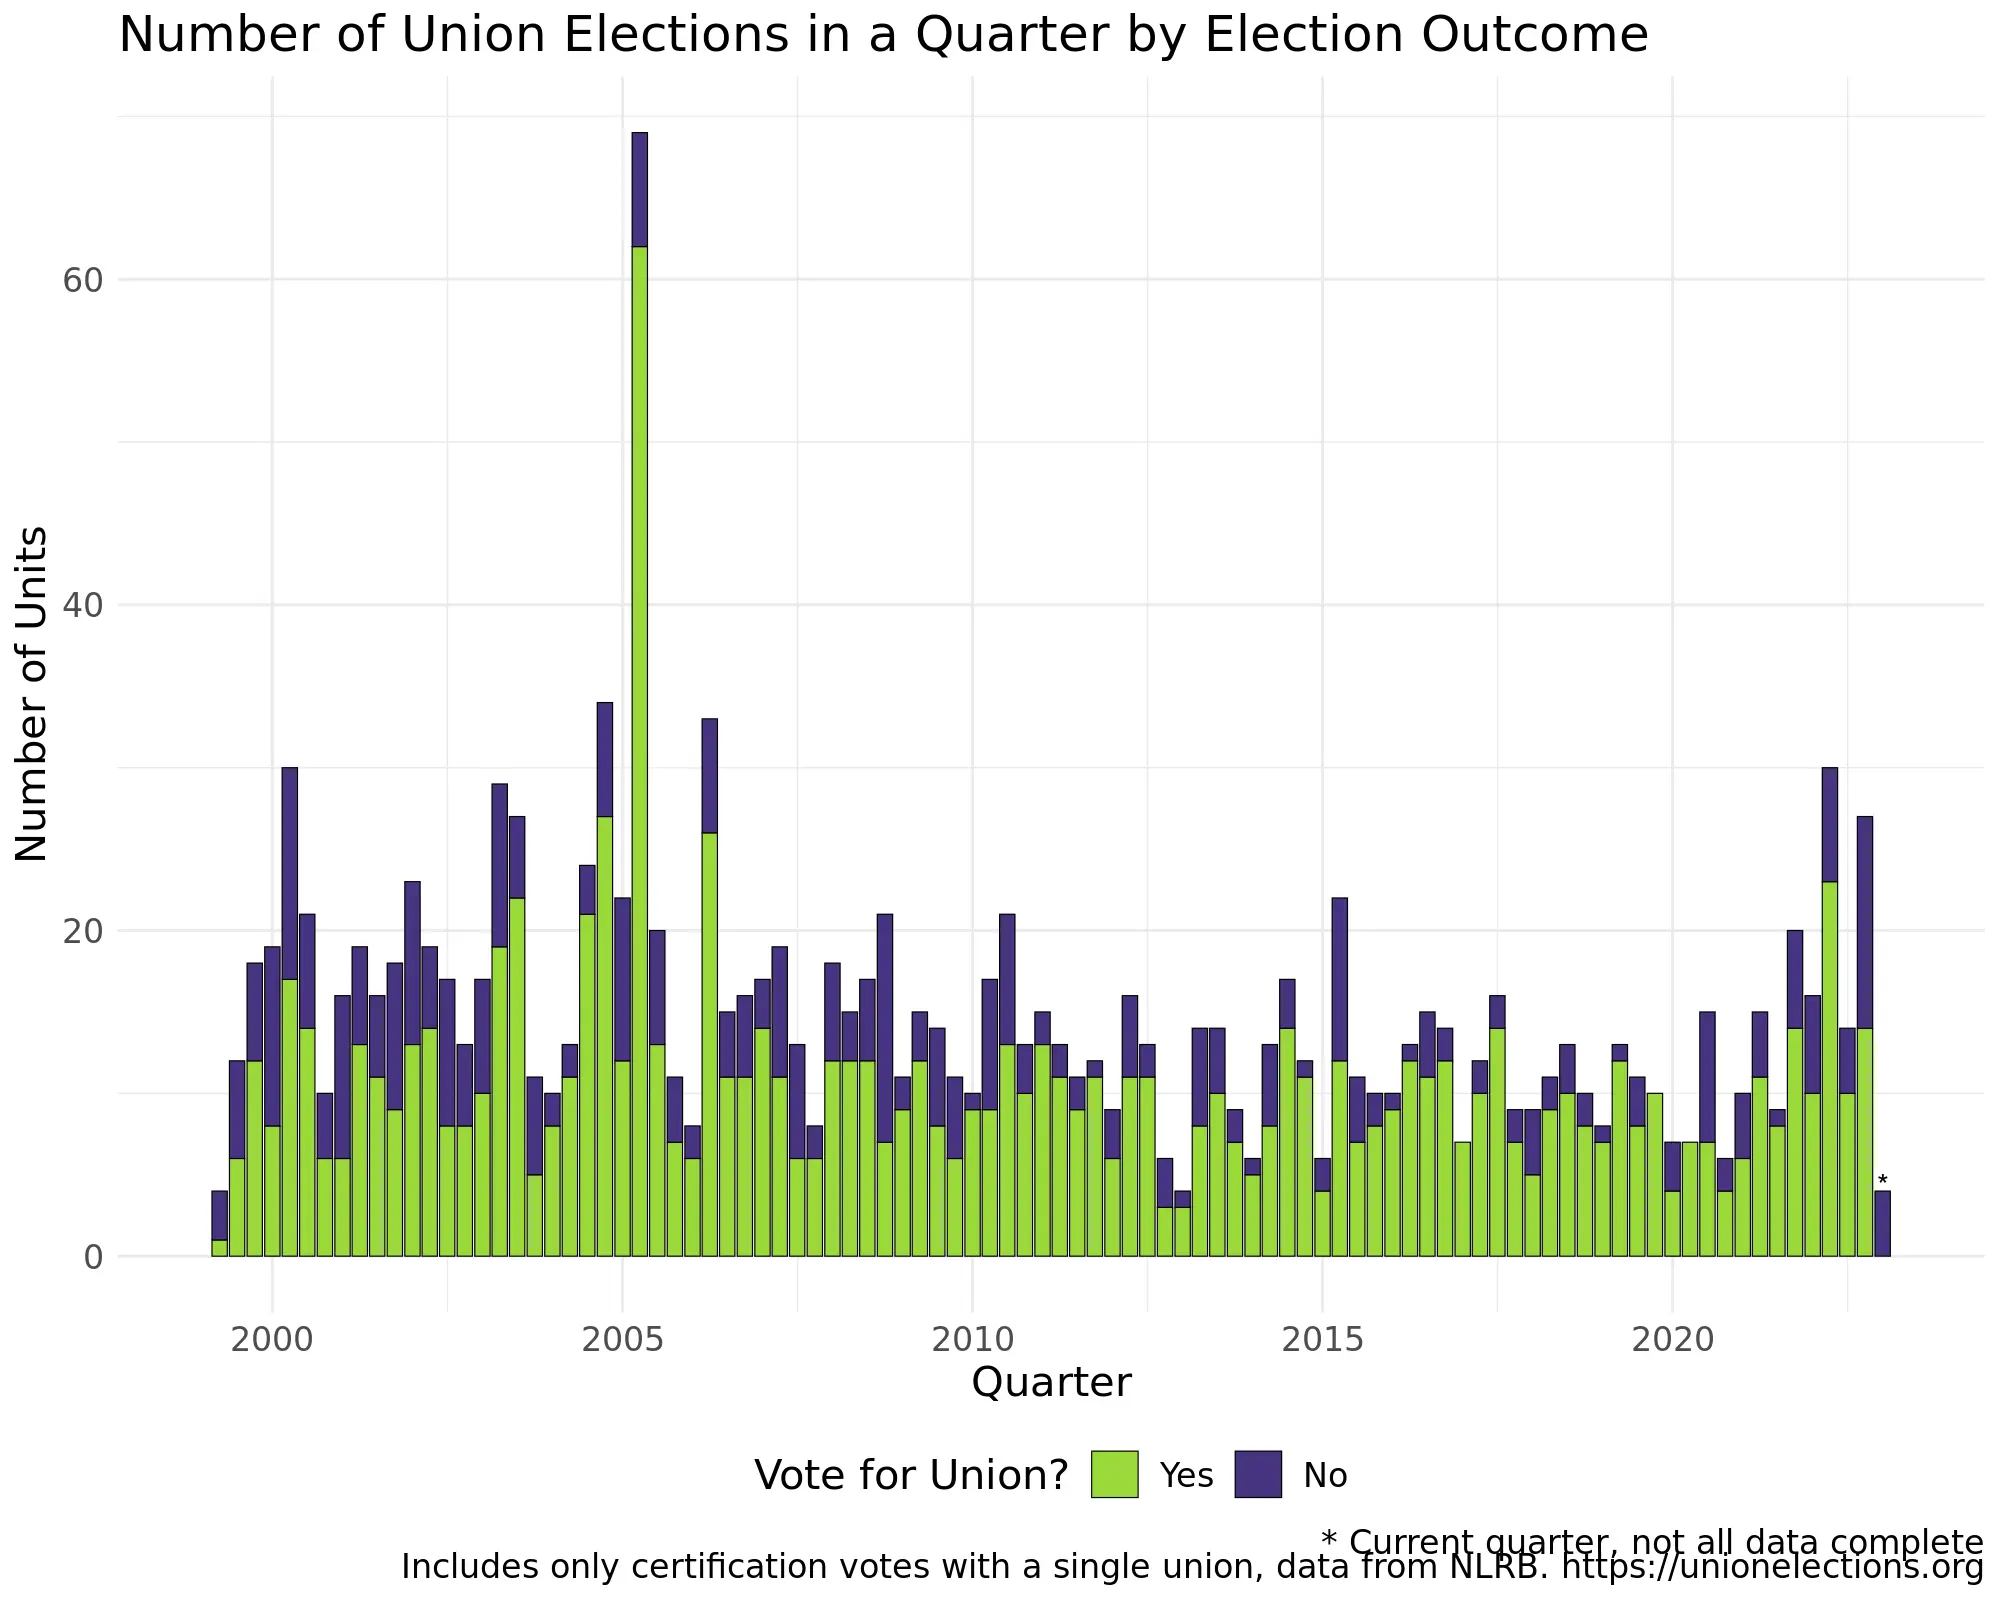 Number of Union Elections in a Quarter by Election Outcome
Number of Units
60
40
20
0
*
2000 2005 2010 2015 2020
Quarter
Vote for Union? Yes No
* Current quarter, not all data complete
Includes only certification votes with a single union, data from NLRB. https://unionelections.org